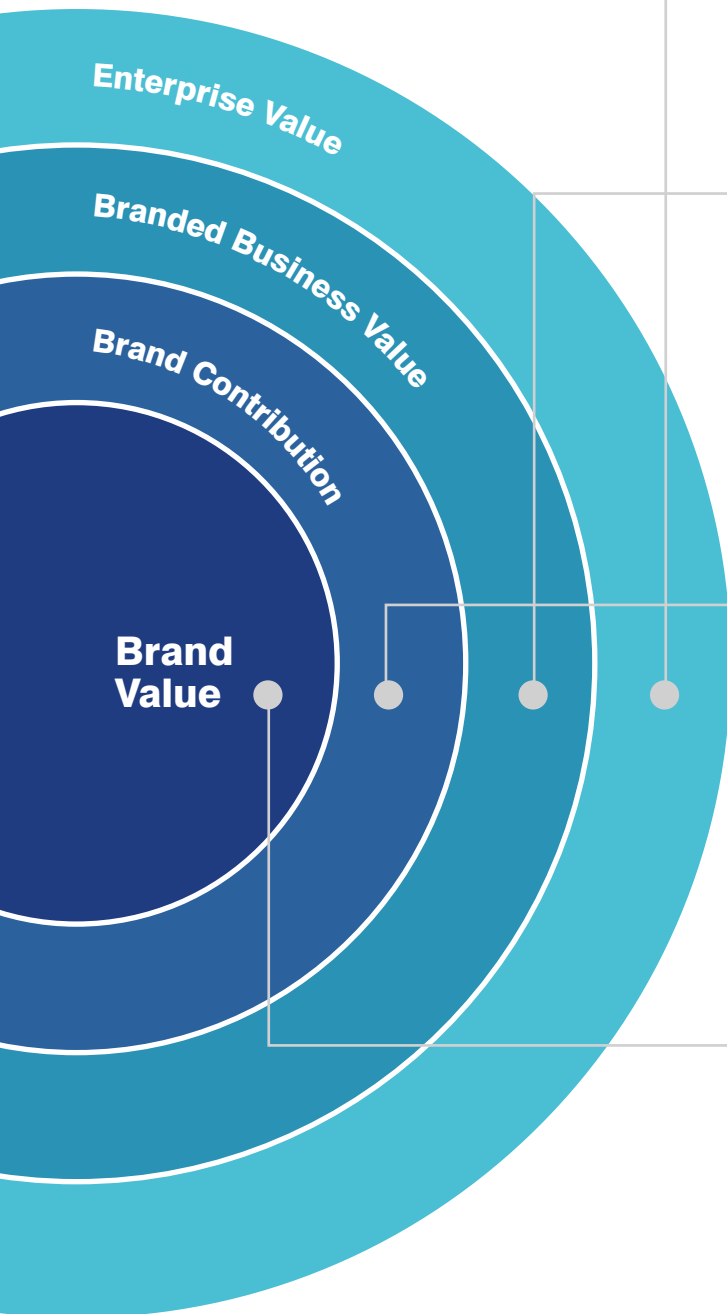 Enterprise Value
Branded Business Value
Brand Contribution
Brand
Value